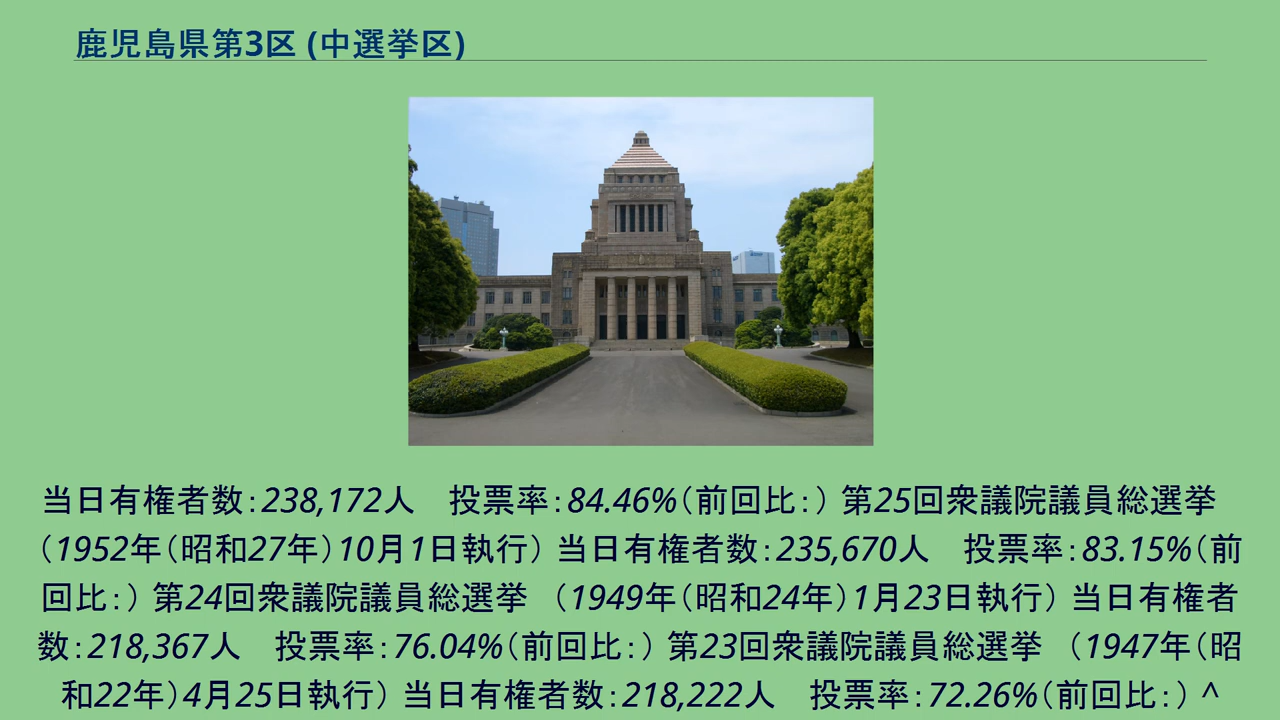 鹿児島県第3区 (中選挙区)
当日有権者数：238,172人　投票率：84.46%（前回比：） 第25回衆議院議員総選挙
（1952年（昭和27年）10月1日執行） 当日有権者数：235,670人　投票率：83.15%（前
回比：） 第24回衆議院議員総選挙　（1949年（昭和24年）1月23日執行） 当日有権者
数：218,367人　投票率：76.04%（前回比：） 第23回衆議院議員総選挙　（1947年（昭
和22年）4月25日執行） 当日有権者数：218,222人　投票率：72.26%（前回比：） ^